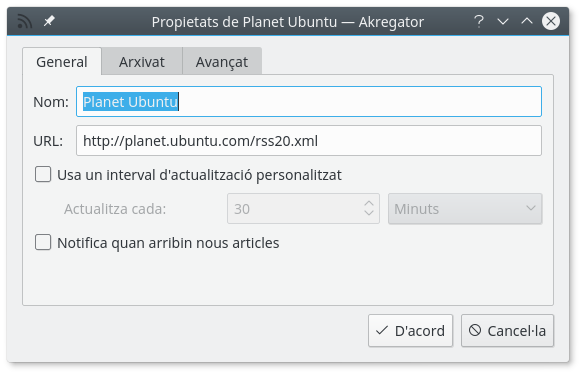 Propietats de Planet Ubuntu — Akregator
General Arxivat Avançat
Nom: Planet Ubuntu
URL: http://planet.ubuntu.com/rss20.xml
Usa un interval d'actualització personalitzat
Actualitza cada: 30 Minuts
Notifica quan arribin nous articles
D'acord Cancel·la